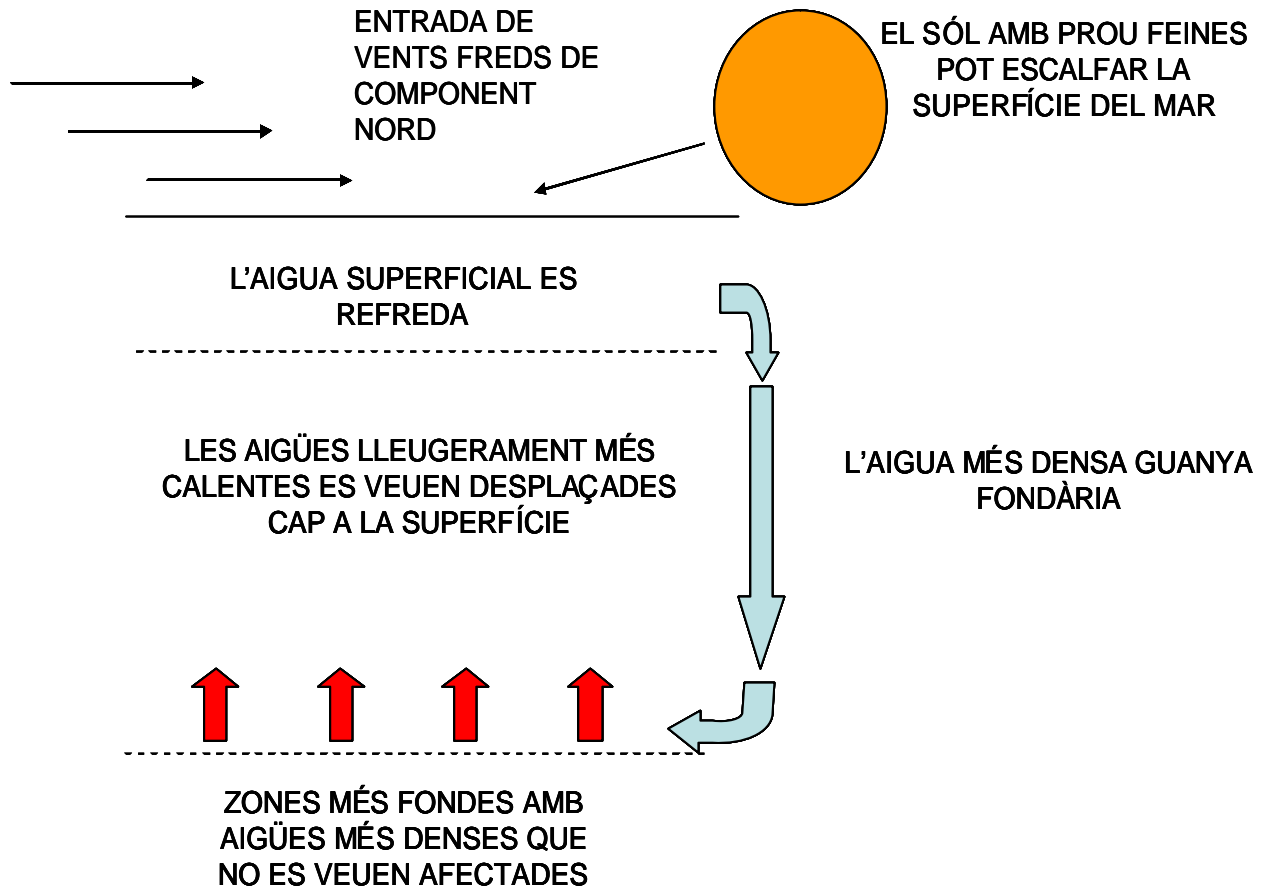 ENTRADA DE
VENTS FREDS DE
COMPONENT
NORD
EL SÓL AMB PROU FEINES
POT ESCALFAR LA
SUPERFÍCIE DEL MAR
L'AIGUA SUPERFICIAL ES
REFREDA
LES AIGÜES LLEUGERAMENT MÉS
CALENTES ES VEUEN DESPLAÇADES
CAP A LA SUPERFÍCIE
L'AIGUA MÉS DENSA GUANYA
FONDÀRIA
ZONES MÉS FONDES AMB
AIGÜES MÉS DENSES QUE
NO ES VEUEN AFECTADES